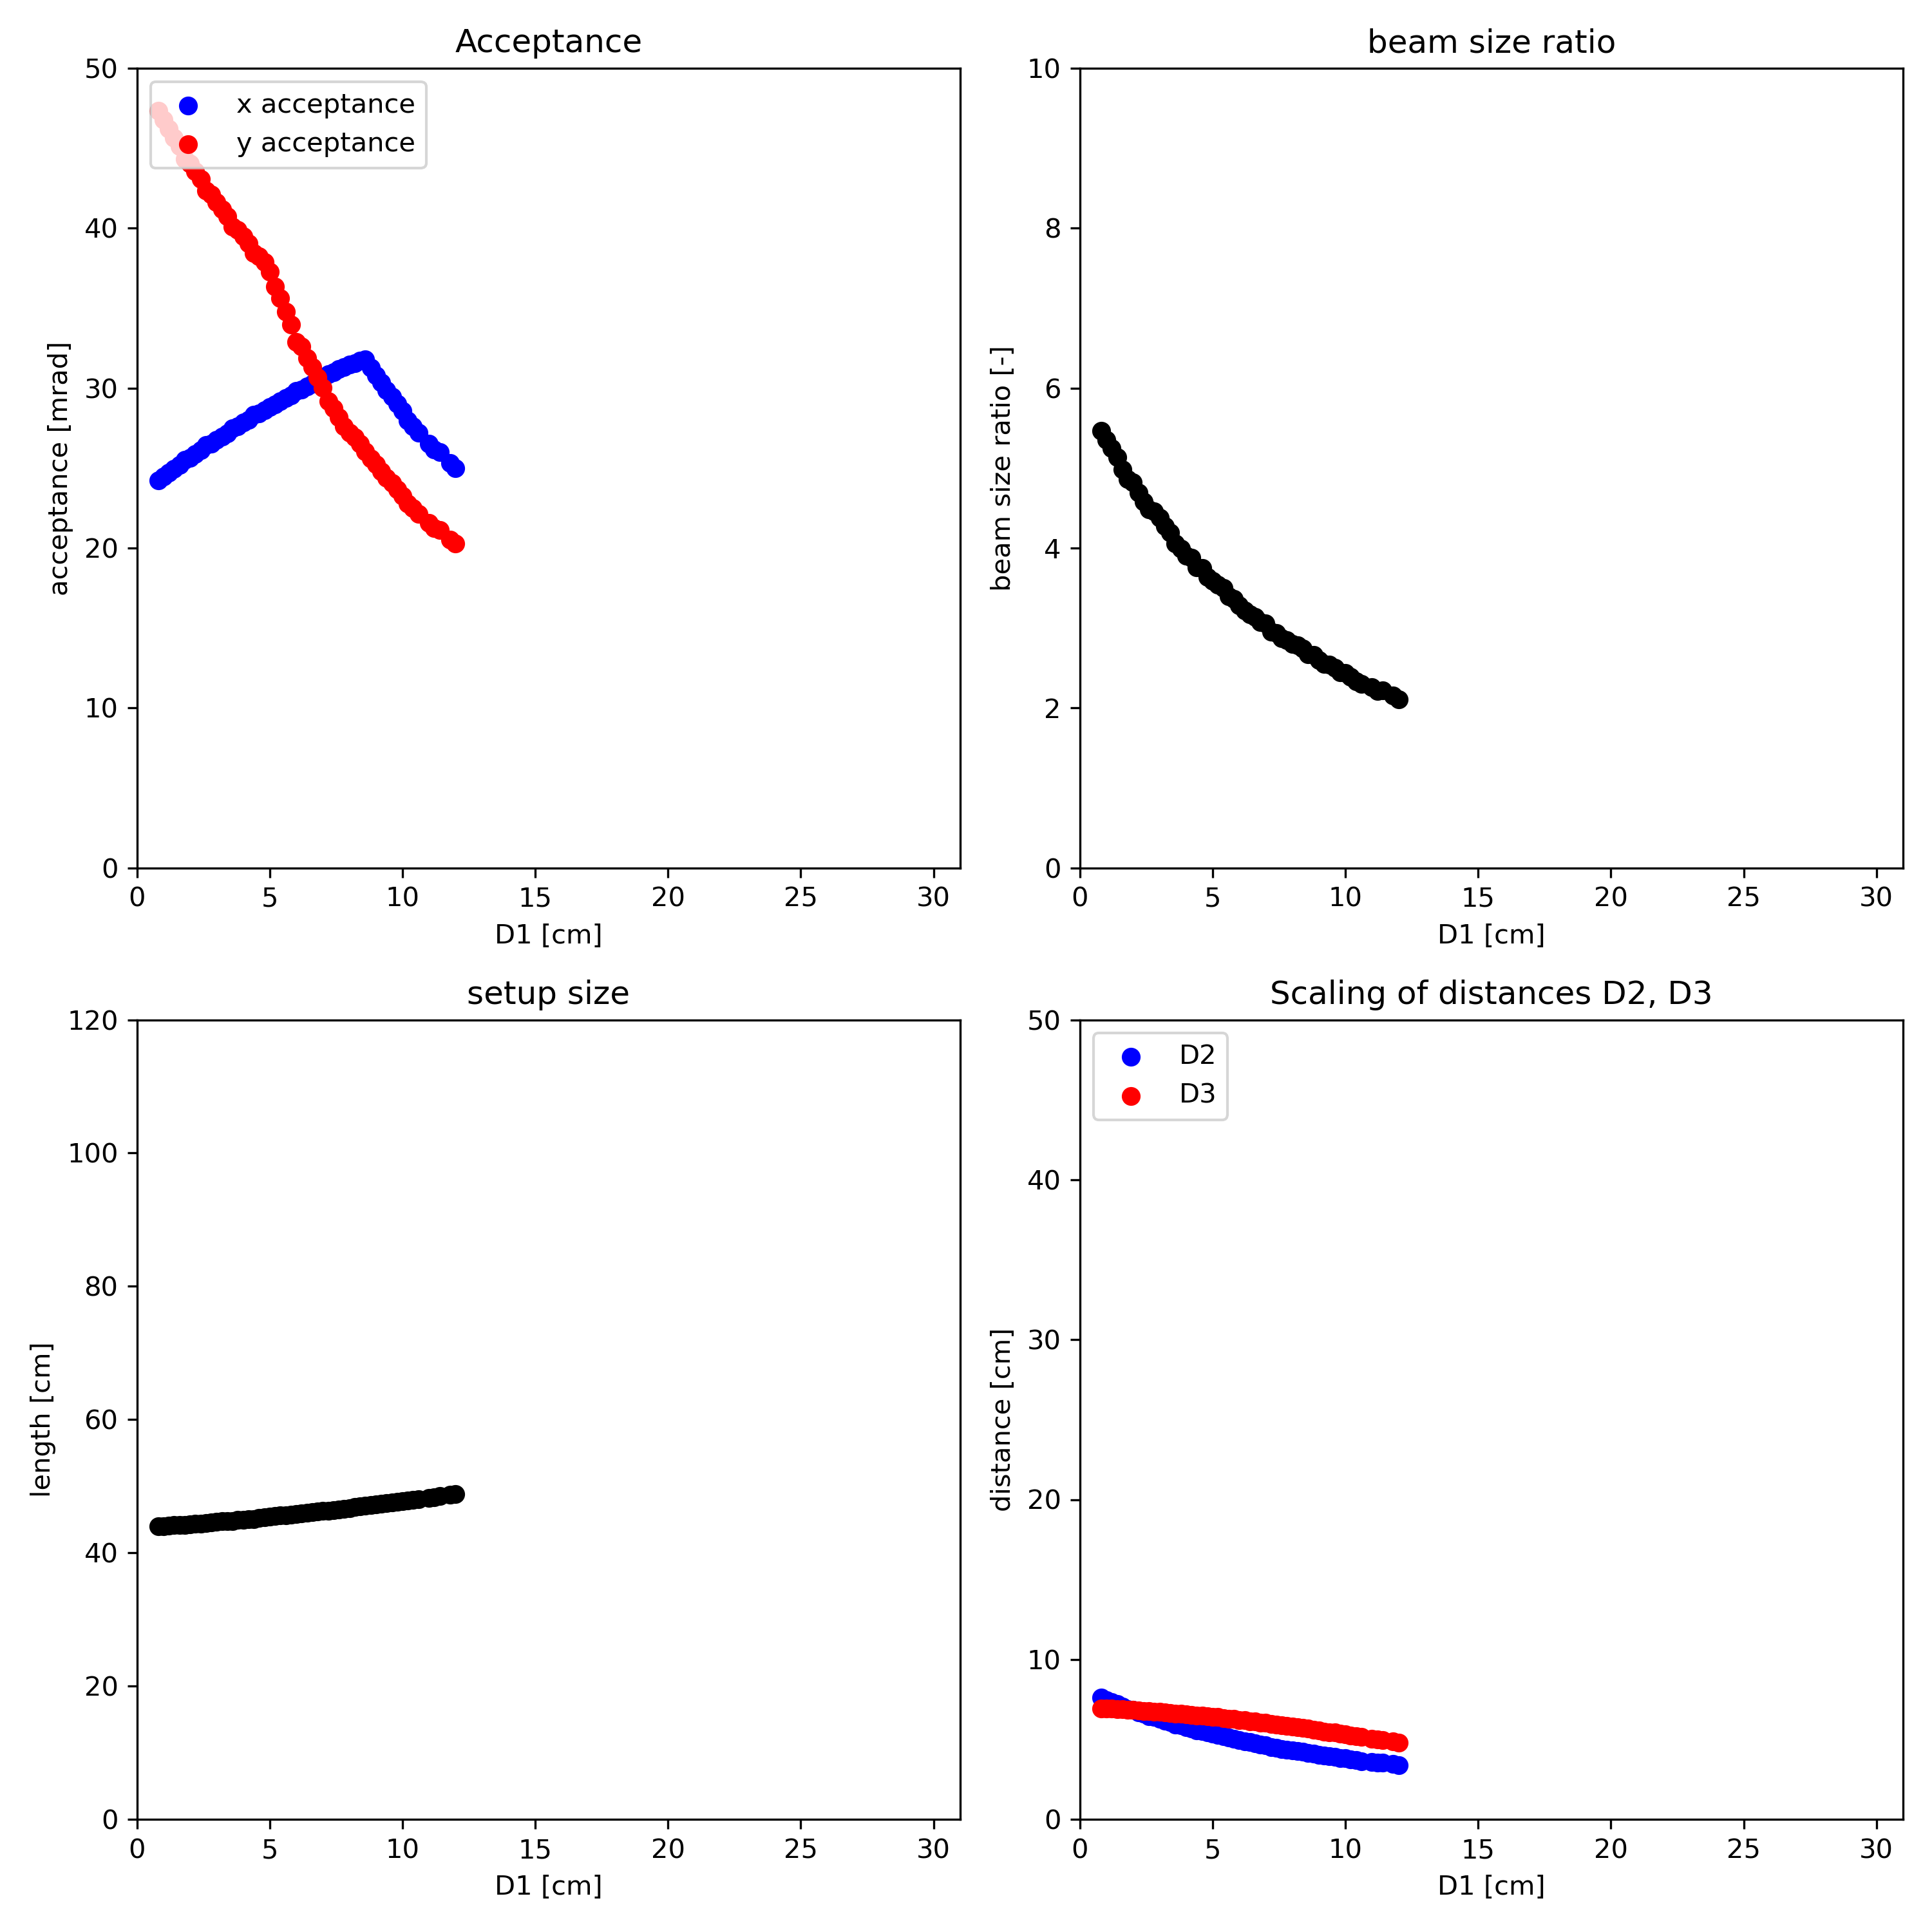 Acceptance
50
40
30
20
10
0
acceptance [mrad]
x acceptance
y acceptance
0 5 10 15 20 25 30
D1 [cm]
beam size ratio
10
8
6
4
2
0
beam size ratio [-]
0 5 10 15 20 25 30
D1 [cm]
setup size
120
100
80
60
40
20
0
length [cm]
0 5 10 15 20 25 30
D1 [cm]
Scaling of distances D2, D3
50
40
30
20
10
0
distance [cm]
D2
D3
0 5 10 15 20 25 30
D1 [cm]